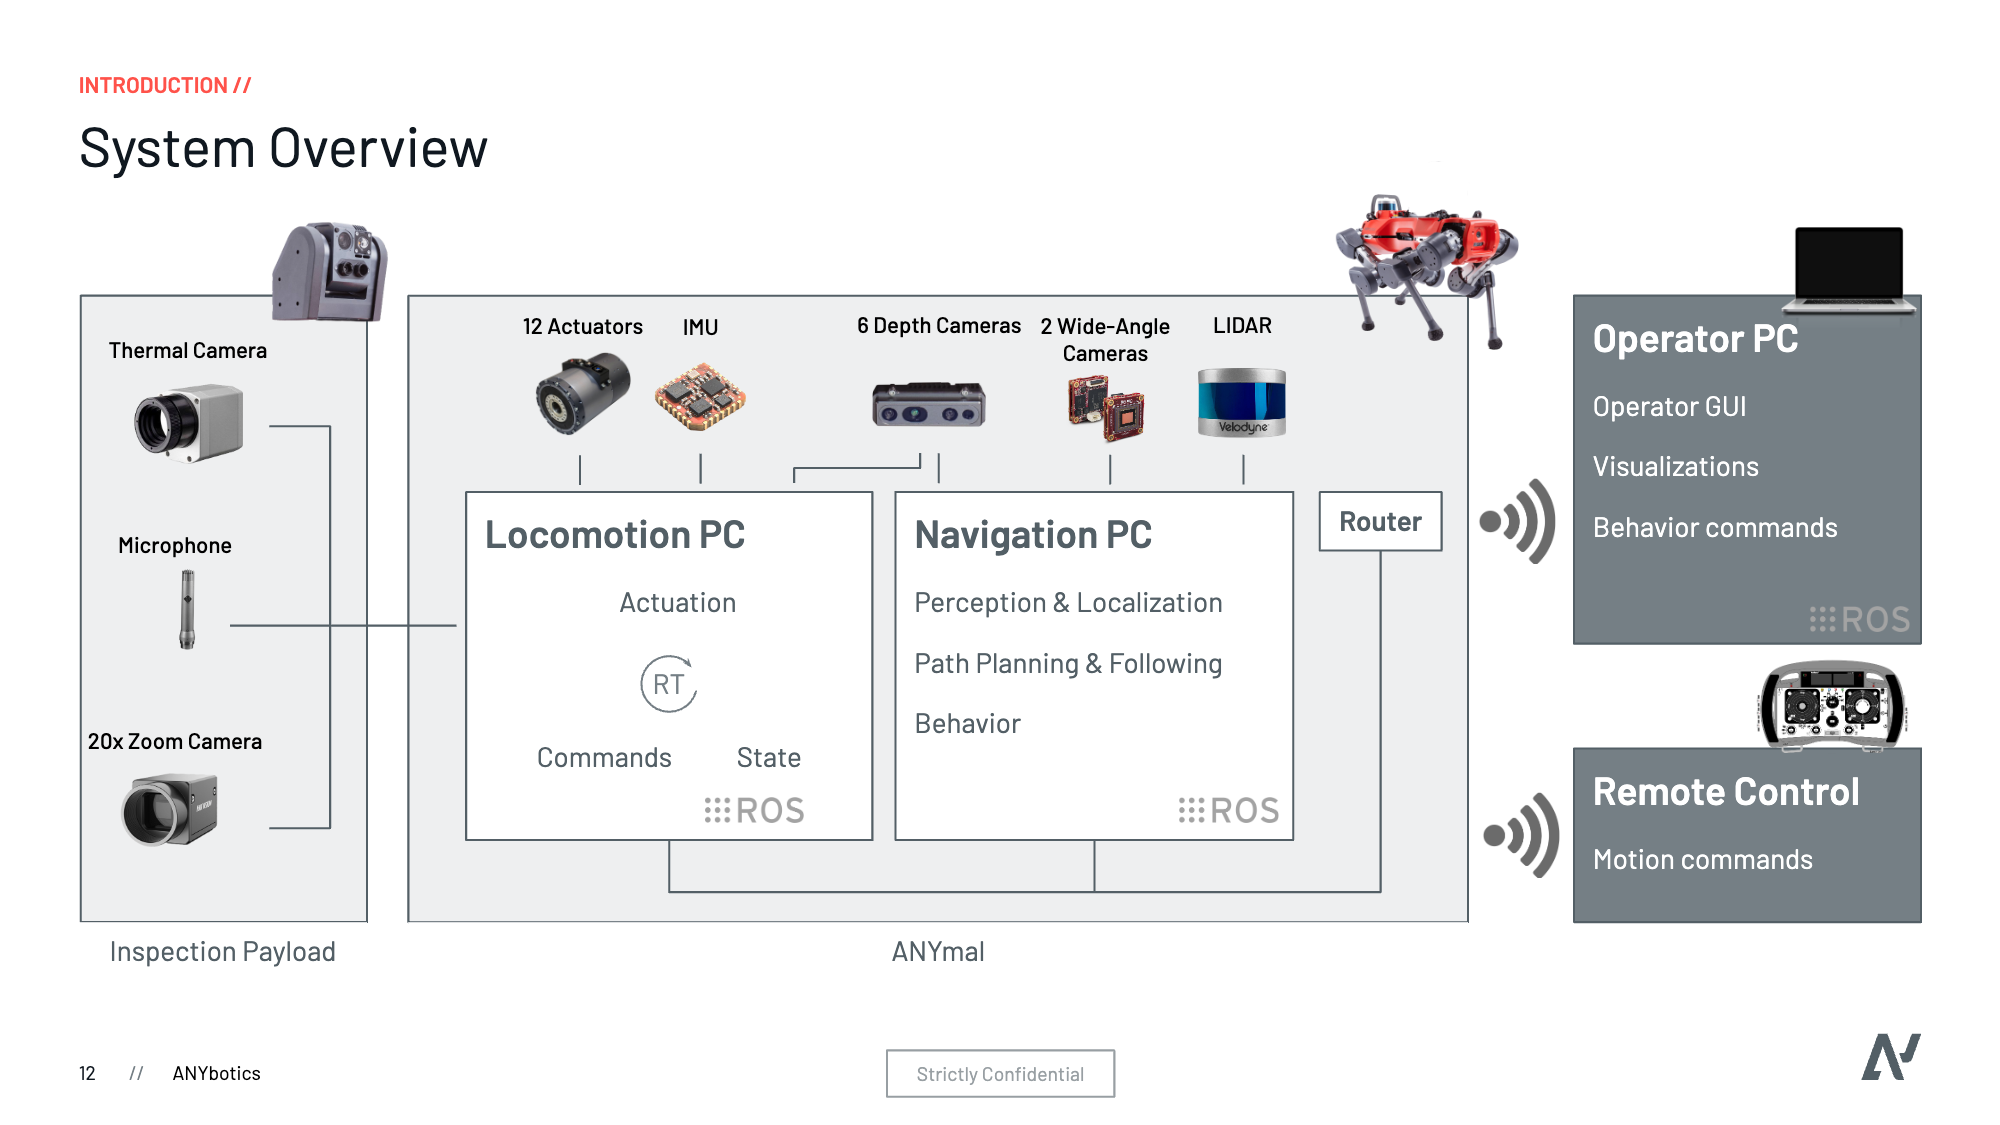 INTRODUCTION //
System Overview
Thermal Camera
Microphone
20x Zoom Camera
Inspection Payload
12 Actuators
IMU
6 Depth Cameras
2 Wide-Angle
Cameras
LIDAR
Velodyne
Locomotion PC
Actuation
RT
Commands
State
ROS
Navigation PC
Perception & Localization
Path Planning & Following
Behavior
ROS
Router
ANYmal
Operator PC
Operator GUI
Visualizations
Behavior commands
ROS
Remote Control
Motion commands
12 // ANYbotics
Strictly Confidential